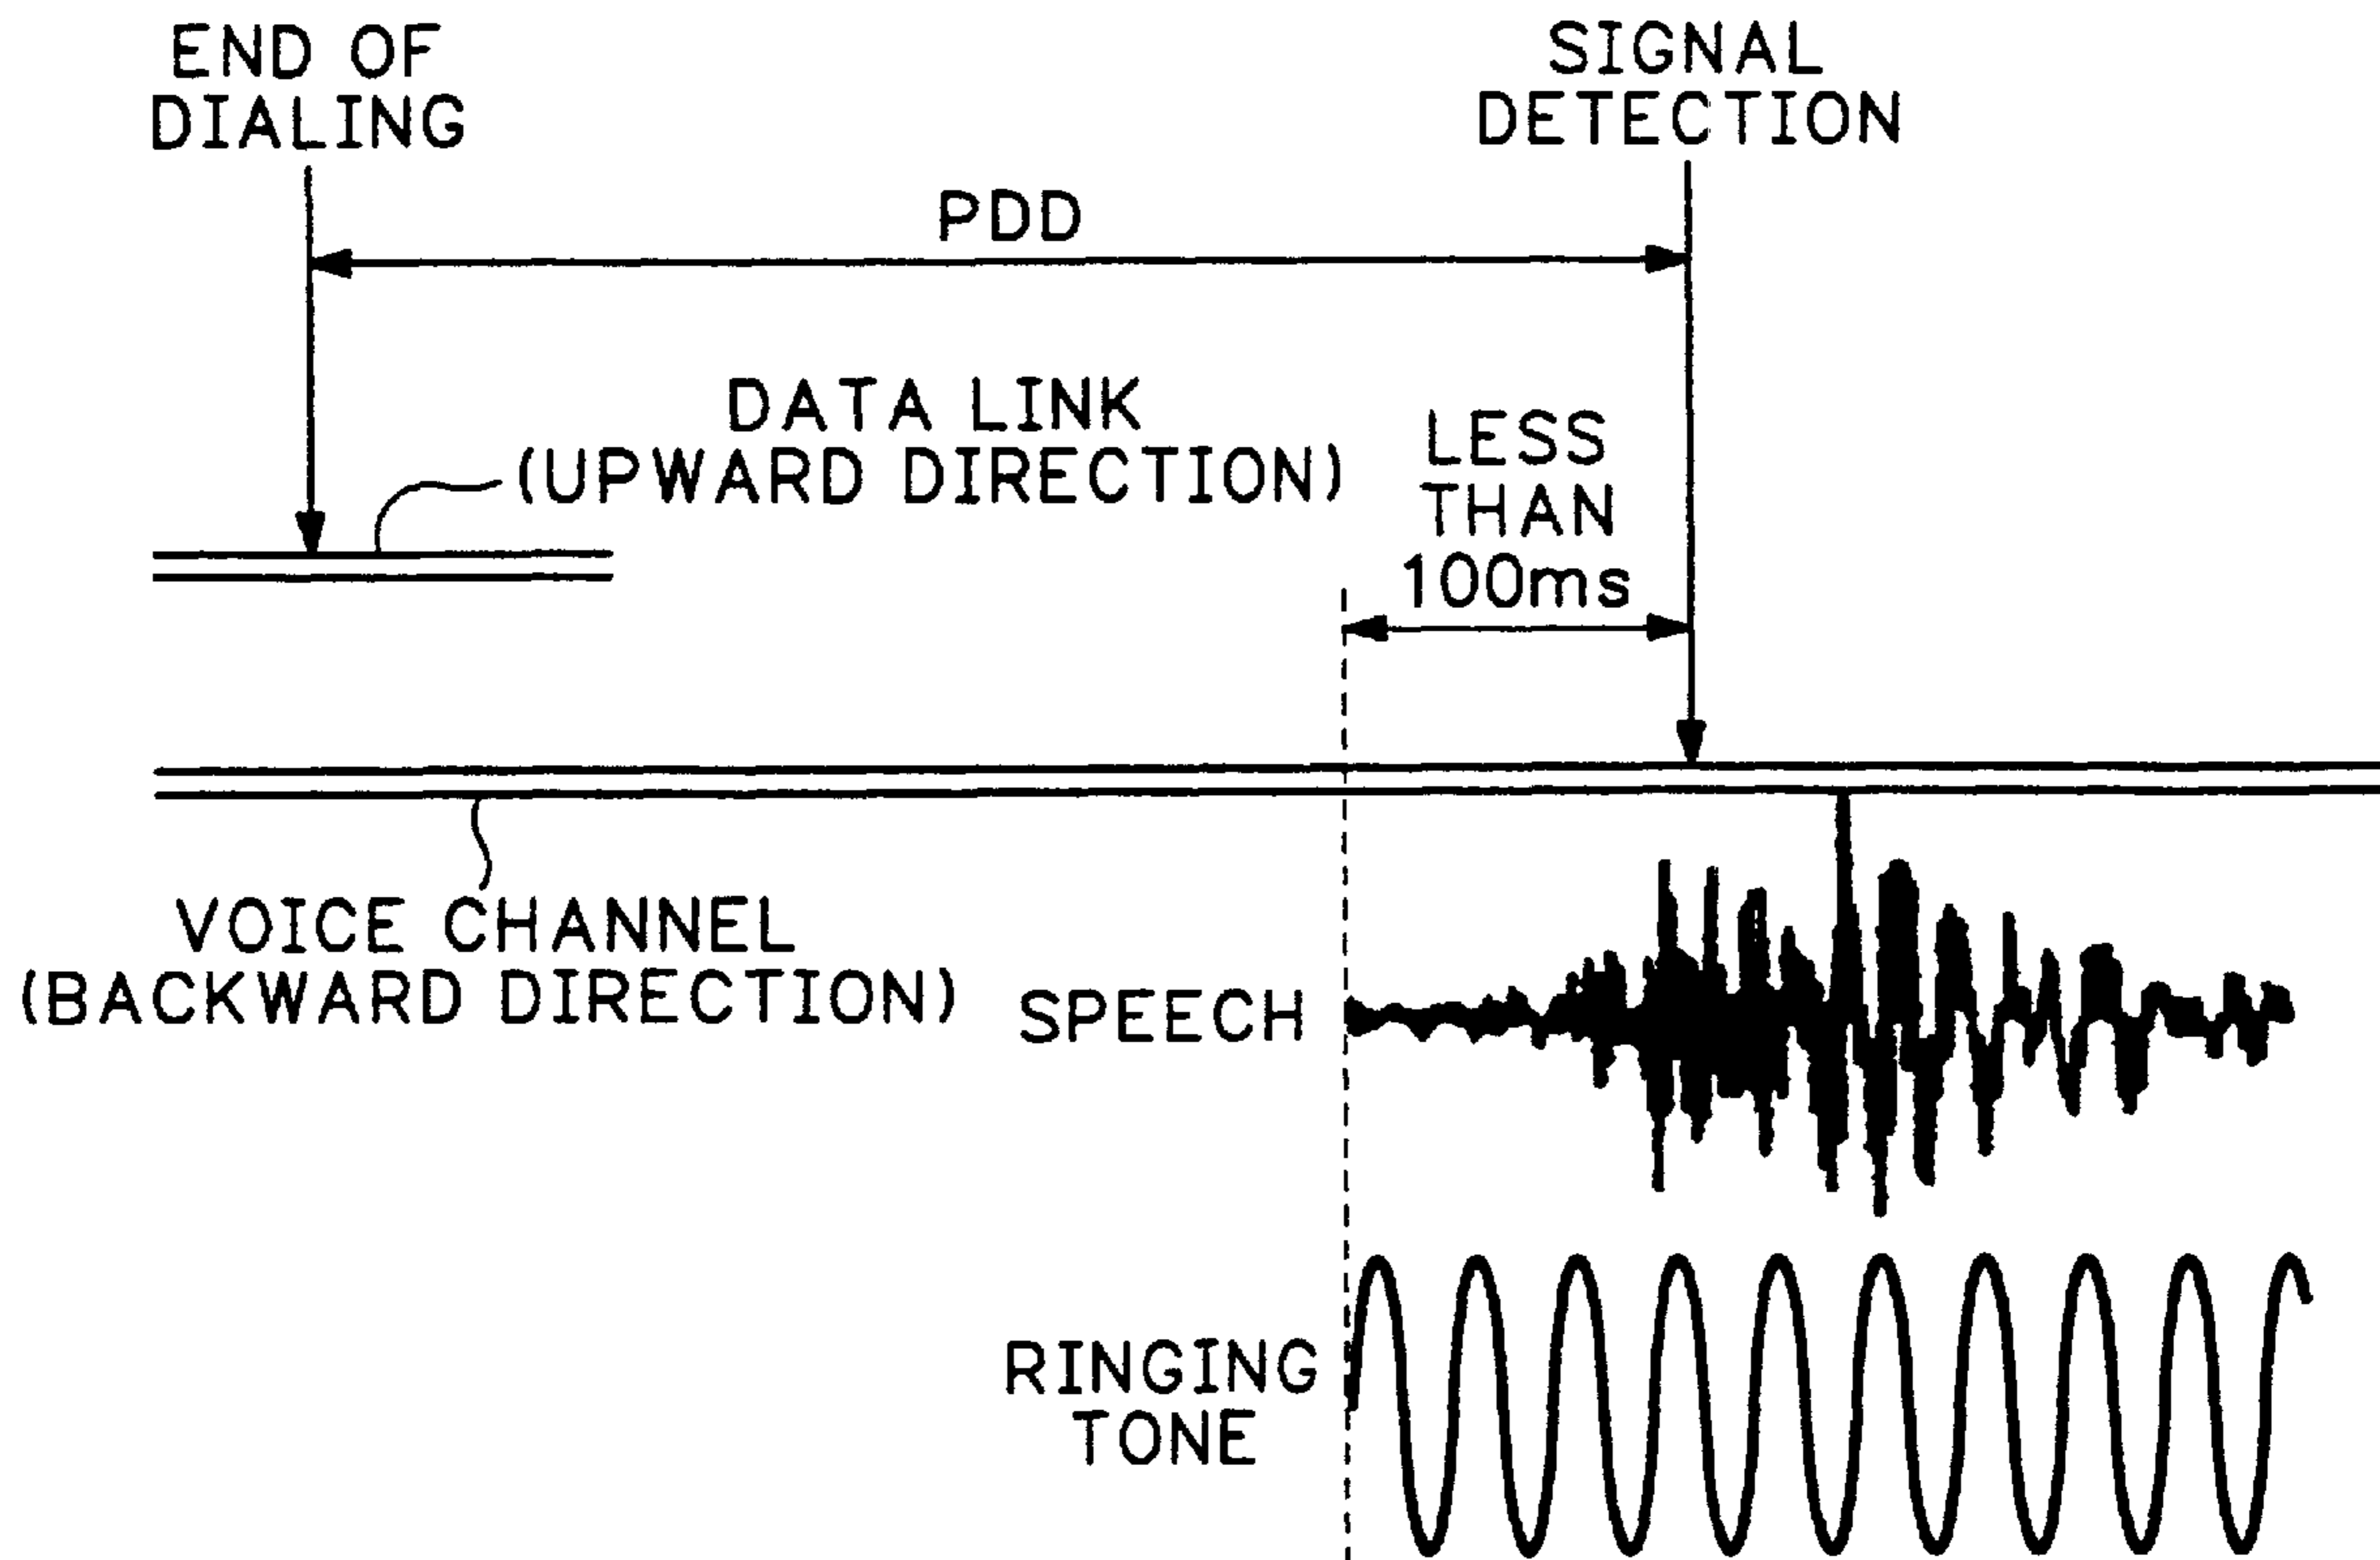 END OF
DIALING
SIGNAL
DETECTION
PDD
DATA LINK
(UPWARD DIRECTION)
LESS
THAN
100ms
VOICE CHANNEL
(BACKWARD DIRECTION)
SPEECH
RINGING
TONE